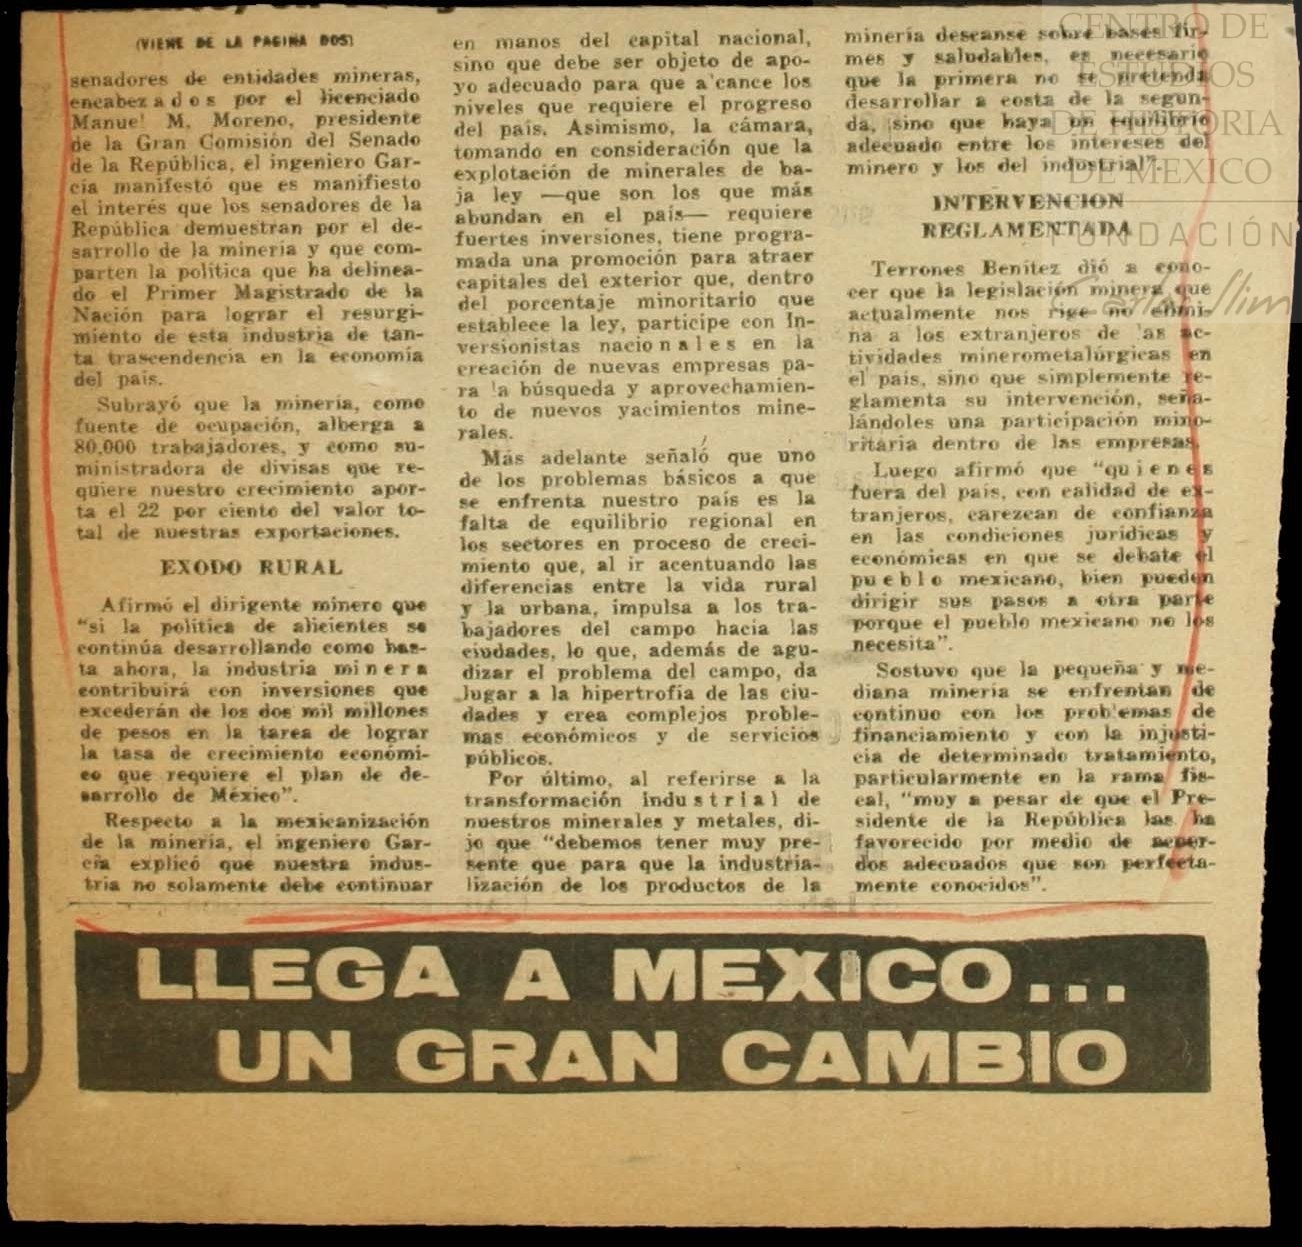 (VIENE DE LA PAGINA DOS)
senadores de entidades mineras,
encabezados por el licenciado
Manuel M. Moreno, presidente
de la Gran Comisión del Senado
de la República, el ingeniero Gar-
cía manifestó que es manifiesto
el interés que los senadores de la
República demuestran por el de-
sarrollo de la minería y que com-
parten la política que ha delinea-
do el Primer Magistrado de la
Nación para lograr el resurgi-
miento de esta industria de tan-
ta trascendencia en la economía
del país.
Subrayó que la minería, como
fuente de ocupación, alberga a
80,000 trabajadores, y como su-
ministradora de divisas que re-
quiere nuestro crecimiento apor-
ta el 22 por ciento del valor to-
tal de nuestras exportaciones.
EXODO RURAL
Afirmó el dirigente minero que
"si la política de alicientes se
continúa desarrollando como has-
ta ahora, la industria minera
contribuirá con inversiones que
excederán de los dos mil millones
de pesos en la tarea de lograr
la tasa de crecimiento económi-
co que requiere el plan de de-
sarrollo de México".
Respecto a la mexicanización
de la minería, el ingeniero Gar-
cía explicó que nuestra indus-
tria no solamente debe continuar
en manos del capital nacional,
sino que debe ser objeto de apo-
yo adecuado para que a'cance los
niveles que requiere el progreso
del país. Asimismo, la cámara,
tomando en consideración que la
explotación de minerales de ba-
ja ley —que son los que más
abundan en el país— requiere
fuertes inversiones, tiene progra-
mada una promoción para atraer
capitales del exterior que, dentro
del porcentaje minoritario que
establece la ley, participe con In-
versionistas nacionales en la
creación de nuevas empresas pa-
ra 'a búsqueda y aprovechamien-
to de nuevos yacimientos mine-
rales.
Más adelante señaló que uno
de los problemas básicos a que
se enfrenta nuestro país es la
falta de equilibrio regional en
los sectores en proceso de creci-
miento que, al ir acentuando las
diferencias entre la vida rural
y la urbana, impulsa a los tra-
bajadores del campo hacia las
ciudades, lo que, además de agu-
dizar el problema del campo, da
lugar a la hipertrofia de las ciu-
dades y crea complejos proble-
mas económicos y de servicios
públicos.
Por último, al referirse a la
transformación industrial de
nuestros minerales y metales, di-
jo que "debemos tener muy pre-
sente que para que la industria-
lización de los productos de la
minería descanse sobre bases fir-
mes y saludables, es necesario
que la primera no se pretenda
desarrollar a costa de la segun-
da, sino que haya un equilibrio
adecuado entre los intereses del
minero y los del industrial".
INTERVENCION
REGLAMENTADA
Terrones Benítez dió a cono-
cer que la legislación minera que
actualmente nos rige no elimi-
na a los extranjeros de 'as ac-
tividades minerometalúrgicas en
el país, sino que simplemente re-
glamenta su intervención, seña-
lándoles una participación mino-
ritaria dentro de las empresas.
Luego afirmó que "quienes
fuera del país, con calidad de ex-
tranjeros, carezcan de confianza
en las condiciones jurídicas y
económicas en que se debate el
pueblo mexicano, bien pueden
dirigir sus pasos a otra parte
porque el pueblo mexicano no los
necesita".
Sostuvo que la pequeña y me-
diana minería se enfrentan de
continuo con los prob'emas de
financiamiento y con la injusti-
cia de determinado tratamiento,
particularmente en la rama fis-
cal, "muy a pesar de que el Pre-
sidente de la República las ha
favorecido por medio de acuer-
dos adecuados que son perfecta-
mente conocidos".
LLEGA A MEXICO...
UN GRAN CAMBIO
CENTRO DE
ESTUDIOS
DE HISTORIA
DE MEXICO
FUNDACIÓN
Carlos Slim